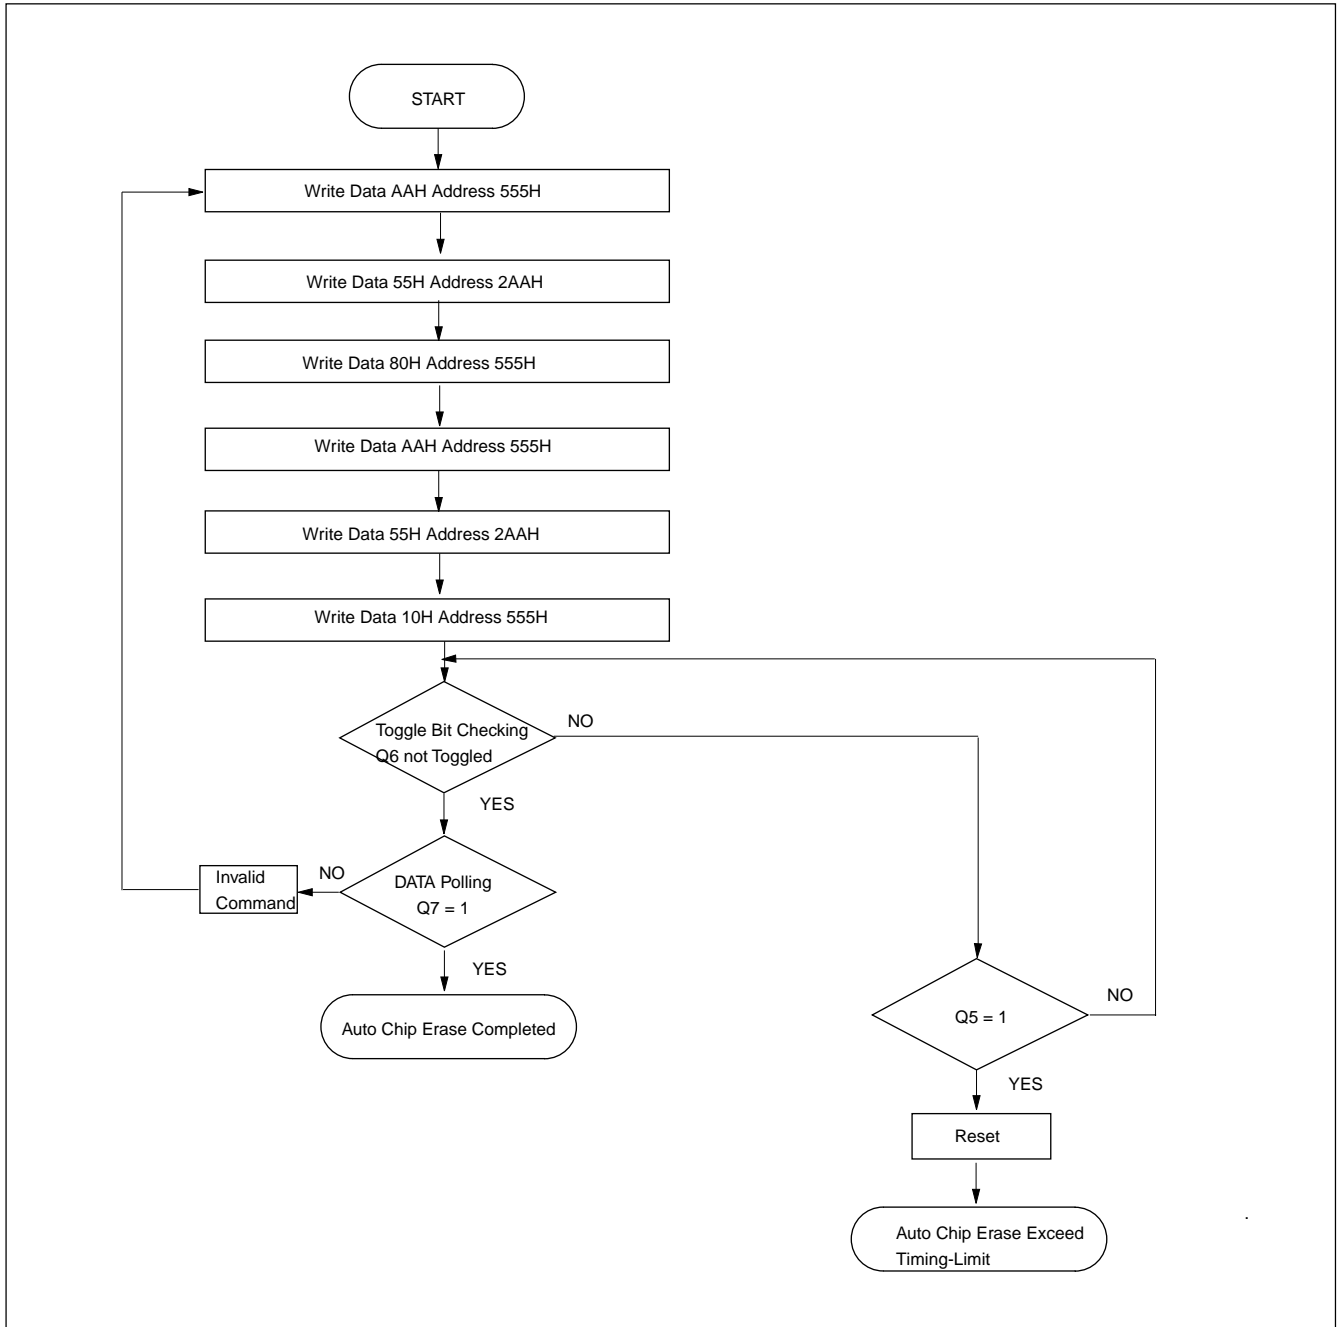 START
Write Data AAH Address 555H
Write Data 55H Address 2AAH
Write Data 80H Address 555H
Write Data AAH Address 555H
Write Data 55H Address 2AAH
Write Data 10H Address 555H
Toggle Bit Checking
Q6 not Toggled
NO
YES
Invalid
Command
NO
DATA Polling
Q7 = 1
YES
Auto Chip Erase Completed
Q5 = 1
NO
YES
Reset
Auto Chip Erase Exceed
Timing-Limit
.